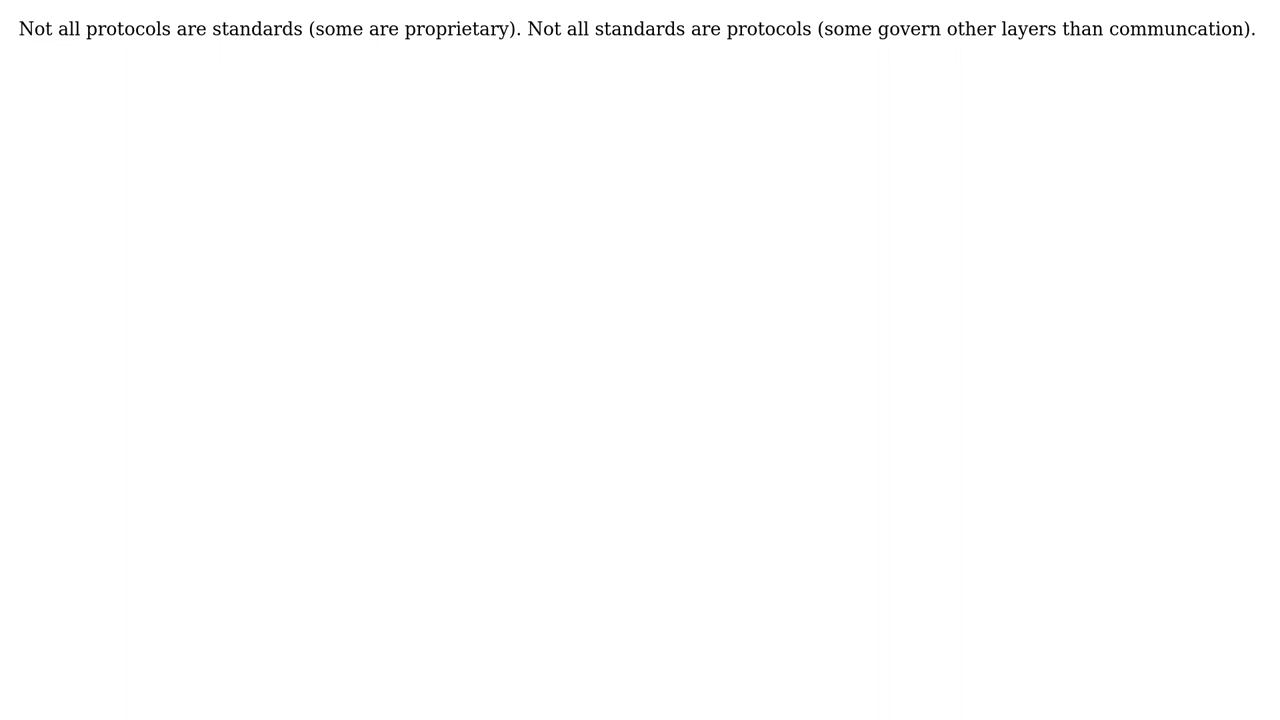 Not all protocols are standards (some are proprietary). Not all standards are protocols (some govern other layers than communcation).